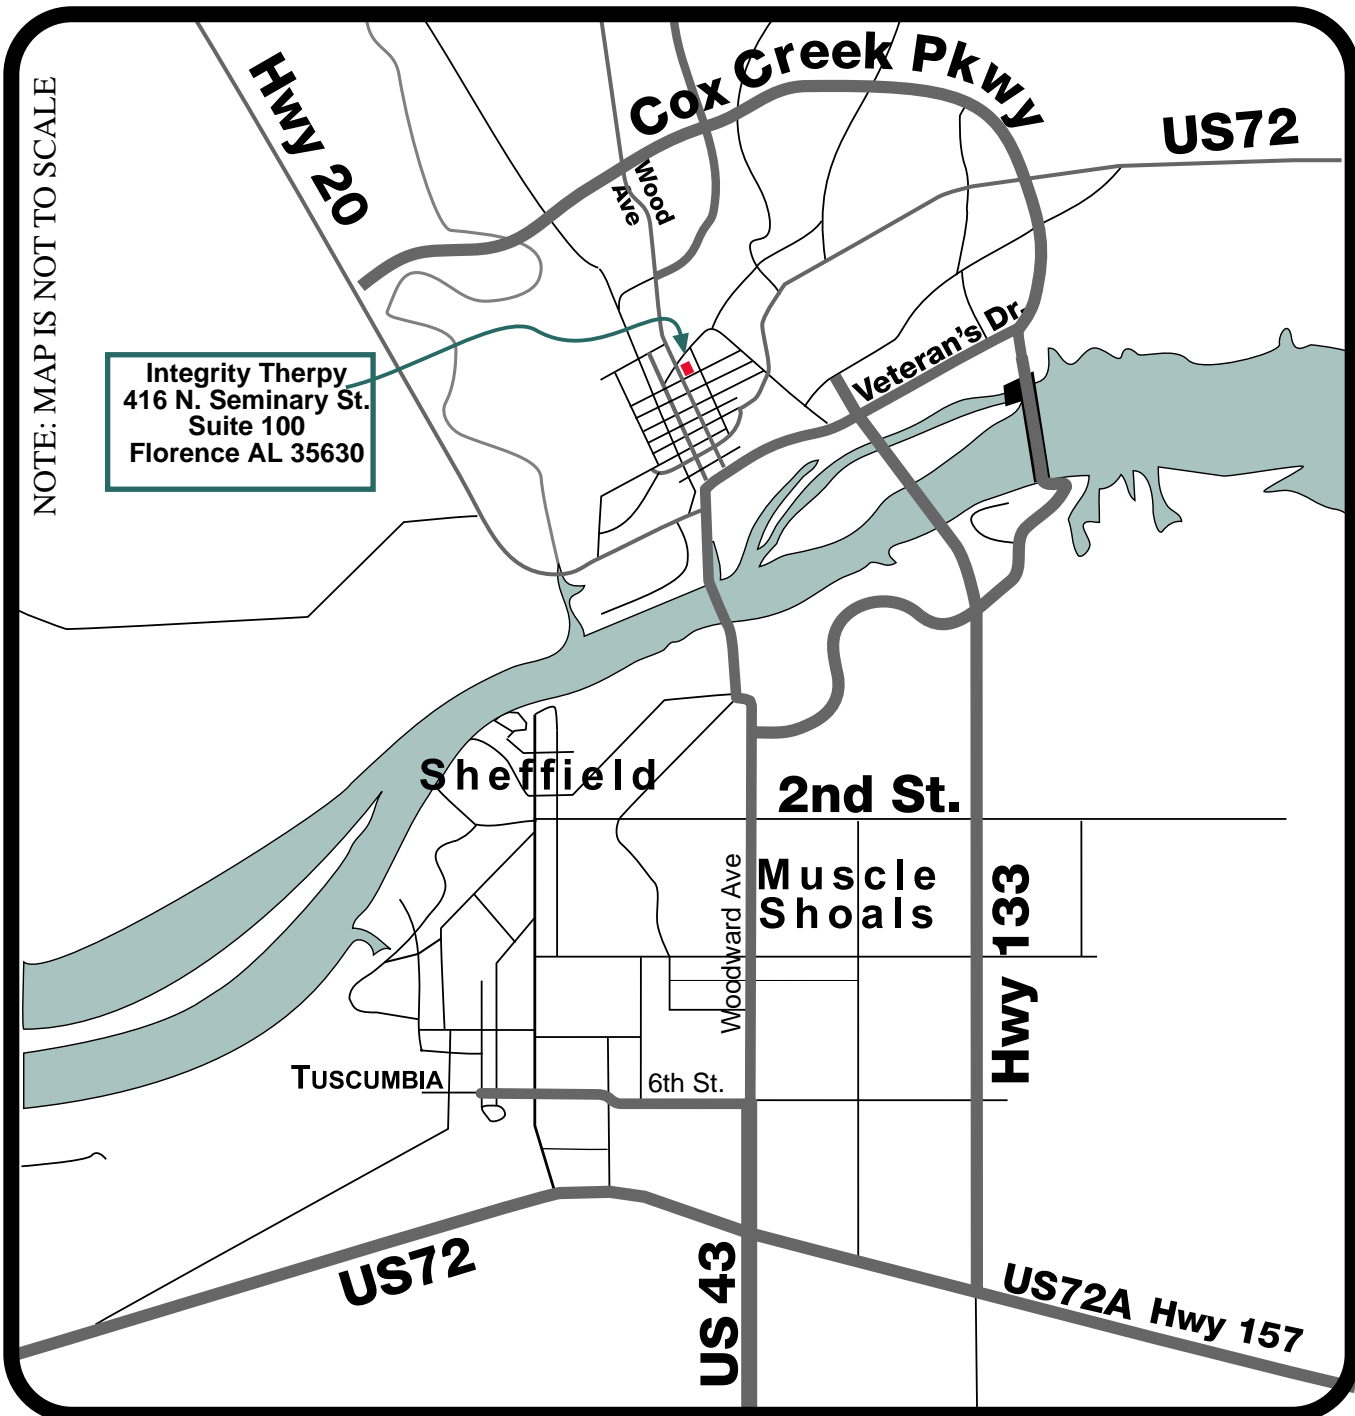 Cox Creek Pkwy
Hwy 20
US72
NOTE: MAP IS NOT TO SCALE
Wood
Ave
Veteran's Dr.
Integrity Therpy
416 N. Seminary St.
Suite 100
Florence AL 35630
Sheffield
2nd St.
Muscle
Shoals
Woodward Ave
Hwy 133
TUSCUMBIA
6th St.
US72
US 43
US72A Hwy 157